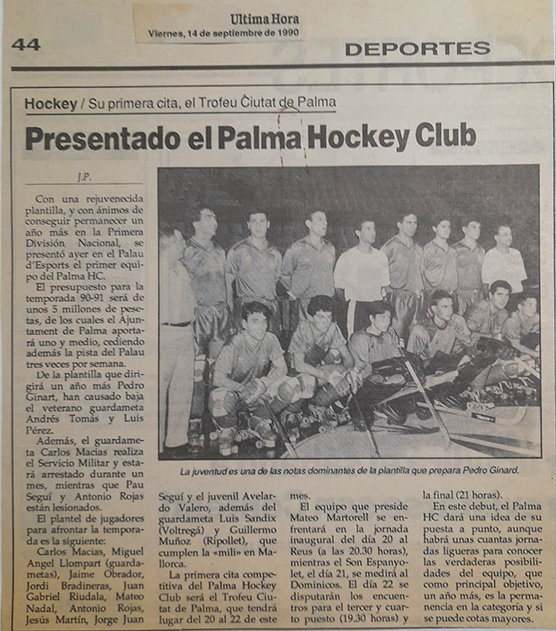 Ultima Hora
Viernes, 14 de septiembre de 1990
44
DEPORTES
Hockey / Su primera cita, el Trofeu Ciutat de Palma
Presentado el Palma Hockey Club
J.P.
Con una rejuvenecida
plantilla, y con ánimos de
conseguir permanecer un
año más en la Primera
División Nacional, se
presentó ayer en el Palau
d'Esports el primer equi-
po del Palma HC.
El presupuesto para la
temporada 90-91 será de
unos 5 millones de pese-
tas, de los cuales el Ajun-
tament de Palma aporta-
rá uno y medio, cediendo
además la pista del Palau
tres veces por semana.
De la plantilla que di-
rigirá un año más Pedro
Ginart, han causado baja
el veterano guardameta
Andrés Tomás y Luis
Pérez.
Además, el guardame-
ta Carlos Macias realiza
el Servicio Militar y esta-
rá arrestado durante un
mes, mientras que Pau
Seguí y Antonio Rojas
están lesionados.
El plantel de jugadores
para afrontar la tempora-
da es la siguiente:
Carlos Macias, Miguel
Angel Llompart (guarda-
metas), Jaime Obrador,
Jordi Bradineras, Juan
Gabriel Riudala, Mateo
Nadal, Antonio Rojas,
Jesús Martín, Jorge Juan
La juventud es una de las notas dominantes de la plantilla que prepara Pedro Ginard.
Seguí y el juvenil Avelar-
do Valero, además del
guardameta Luis Sandix
(Voltregá) y Guillermo
Muñoz (Ripollet), que
cumplen la «mili» en Ma-
llorca.
La primera cita compe-
titiva del Palma Hockey
Club será el Trofeu Ciu-
tat de Palma, que tendrá
lugar del 20 al 22 de este
mes.
El equipo que preside
Mateo Martorell se en-
frentará en la jornada
inaugural del día 20 al
Reus (a las 20.30 horas),
mientras el Son Espanyo-
let, el día 21, se medirá al
Dominicos. El día 22 se
disputarán los encuen-
tros para el tercer y cuar-
to puesto (19.30 horas) y
la final (21 horas).
En este debut, el Palma
HC dará una idea de su
puesta a punto, aunque
habrá unas cuantas jorna-
das ligueras para conocer
las verdaderas posibili-
dades del equipo, que
como principal objetivo,
un año más, es la perma-
nencia en la categoría y si
se puede cotas mayores.